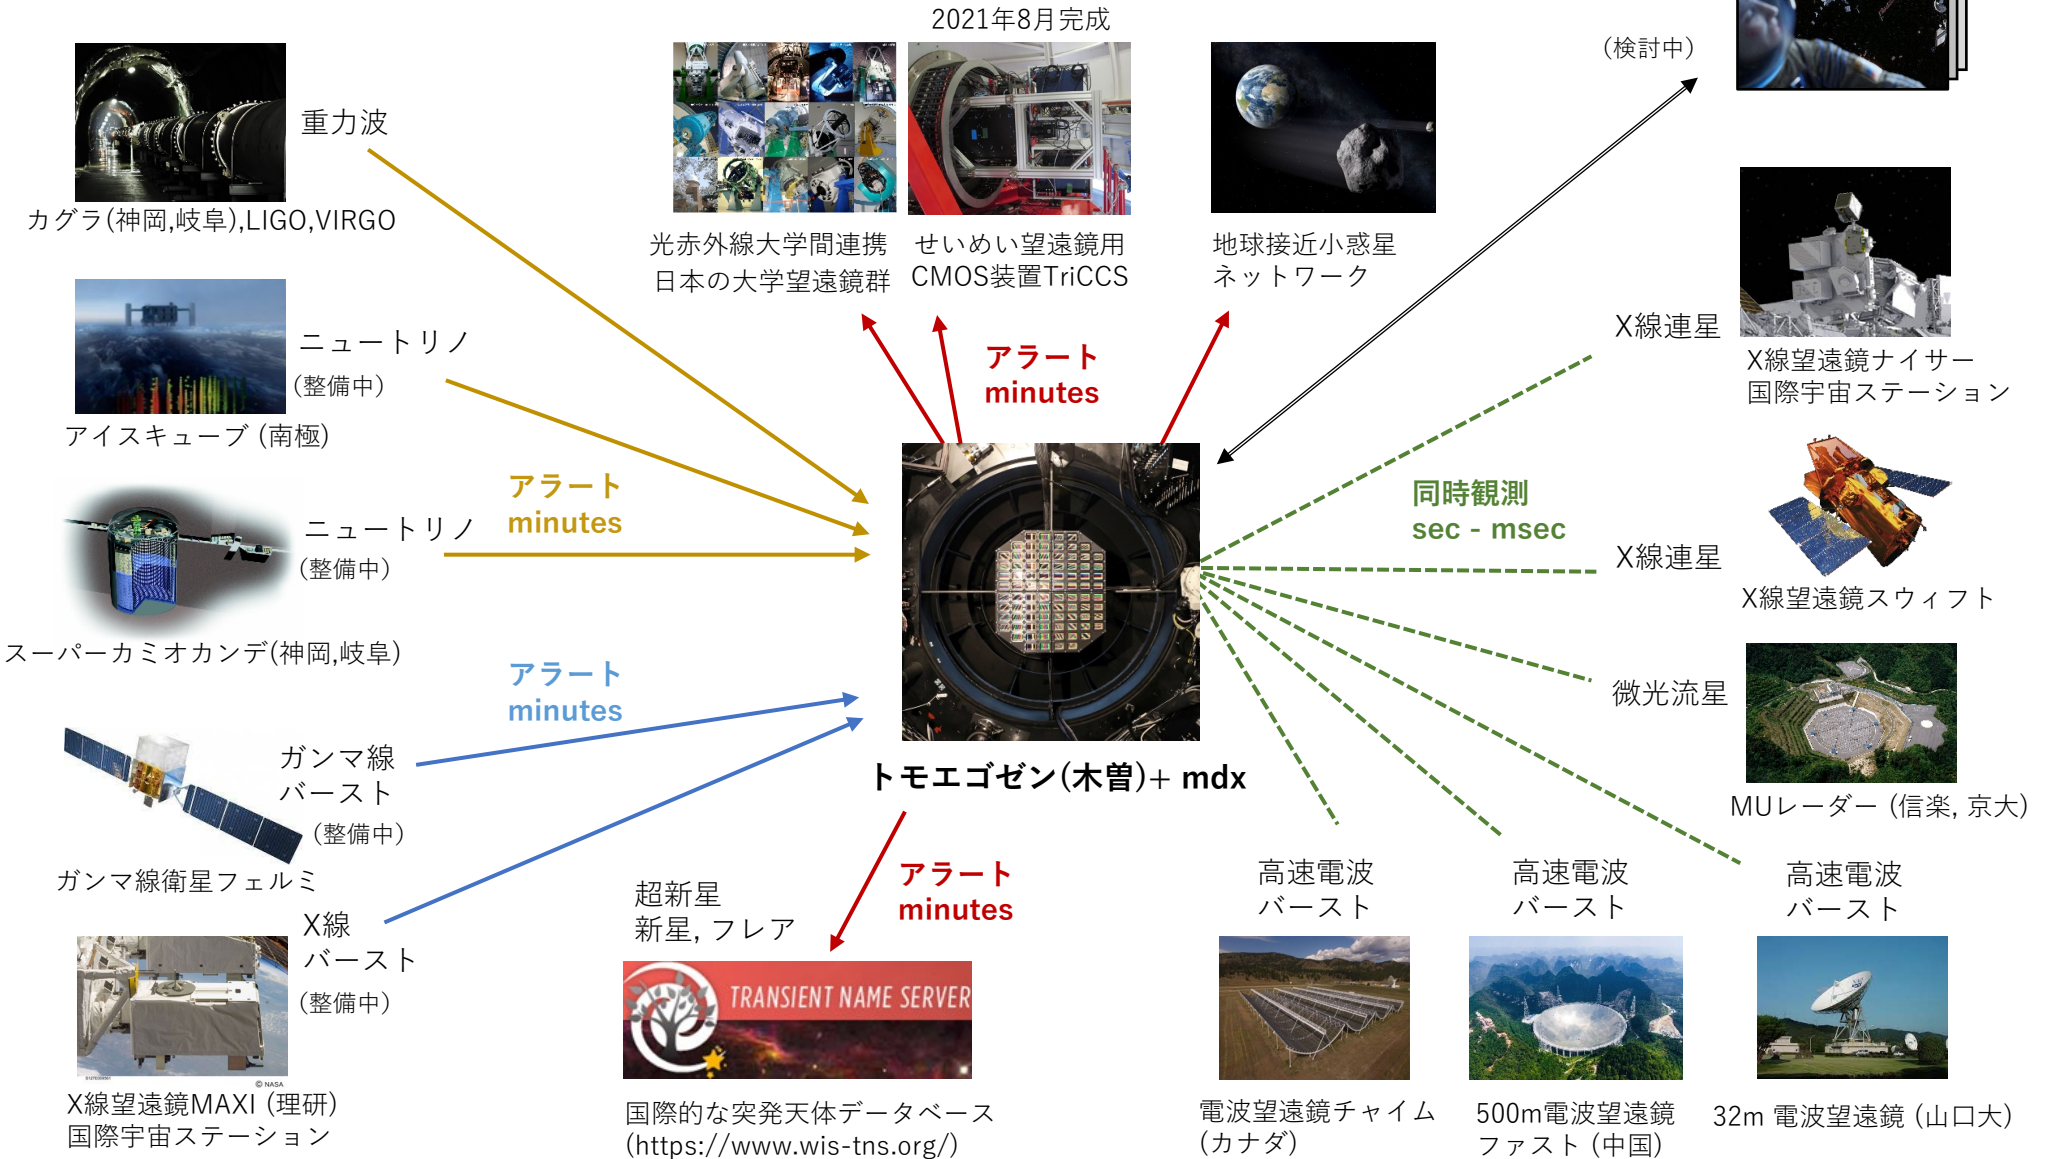 2021年8月完成
(検討中)
重力波
カグラ(神岡,岐阜),LIGO,VIRGO
光赤外線大学間連携
日本の大学望遠鏡群
せいめい望遠鏡用
CMOS装置TriCCS
地球接近小惑星
ネットワーク
ニュートリノ
(整備中)
アイスキューブ (南極)
アラート
minutes
X線連星
X線望遠鏡ナイサー
国際宇宙ステーション
アラート
minutes
同時観測
sec - msec
ニュートリノ
(整備中)
スーパーカミオカンデ(神岡,岐阜)
X線連星
X線望遠鏡スウィフト
アラート
minutes
微光流星
MUレーダー (信楽, 京大)
ガンマ線
バースト
(整備中)
ガンマ線衛星フェルミ
トモエゴゼン(木曽)+ mdx
アラート
minutes
超新星
新星, フレア
高速電波
バースト
高速電波
バースト
高速電波
バースト
X線
バースト
(整備中)
TRANSIENT NAME SERVER
© NASA
X線望遠鏡MAXI (理研)
国際宇宙ステーション
国際的な突発天体データベース
(https://www.wis-tns.org/)
電波望遠鏡チャイム
(カナダ)
500m電波望遠鏡
ファスト (中国)
32m 電波望遠鏡 (山口大)